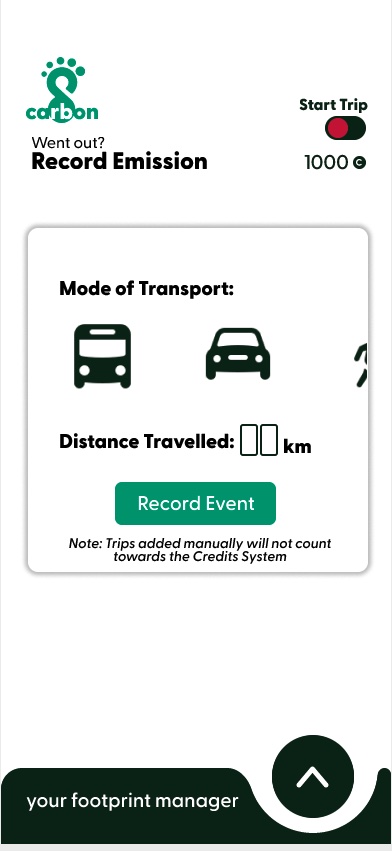 carbon
Start Trip
Went out?
Record Emission
1000 C
Mode of Transport:
Distance Travelled: km
Record Event
Note: Trips added manually will not count
towards the Credits System
your footprint manager